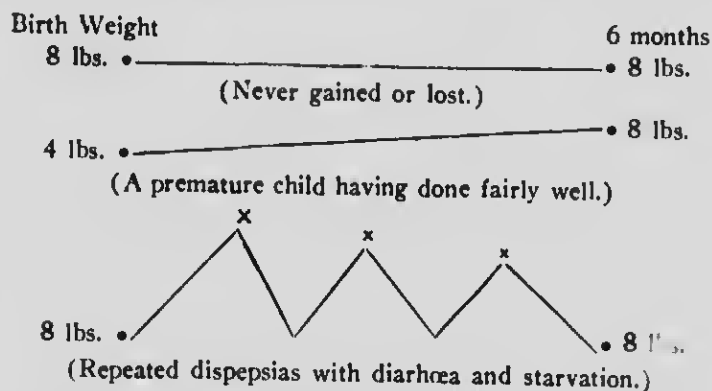 Birth Weight 6 months
8 lbs. • • 8 lbs.
(Never gained or lost.)
4 lbs. • • 8 lbs.
(A premature child having done fairly well.)
x x x
8 lbs. • • 8
(Repeated dispepsias with diarhœa and starvation.)